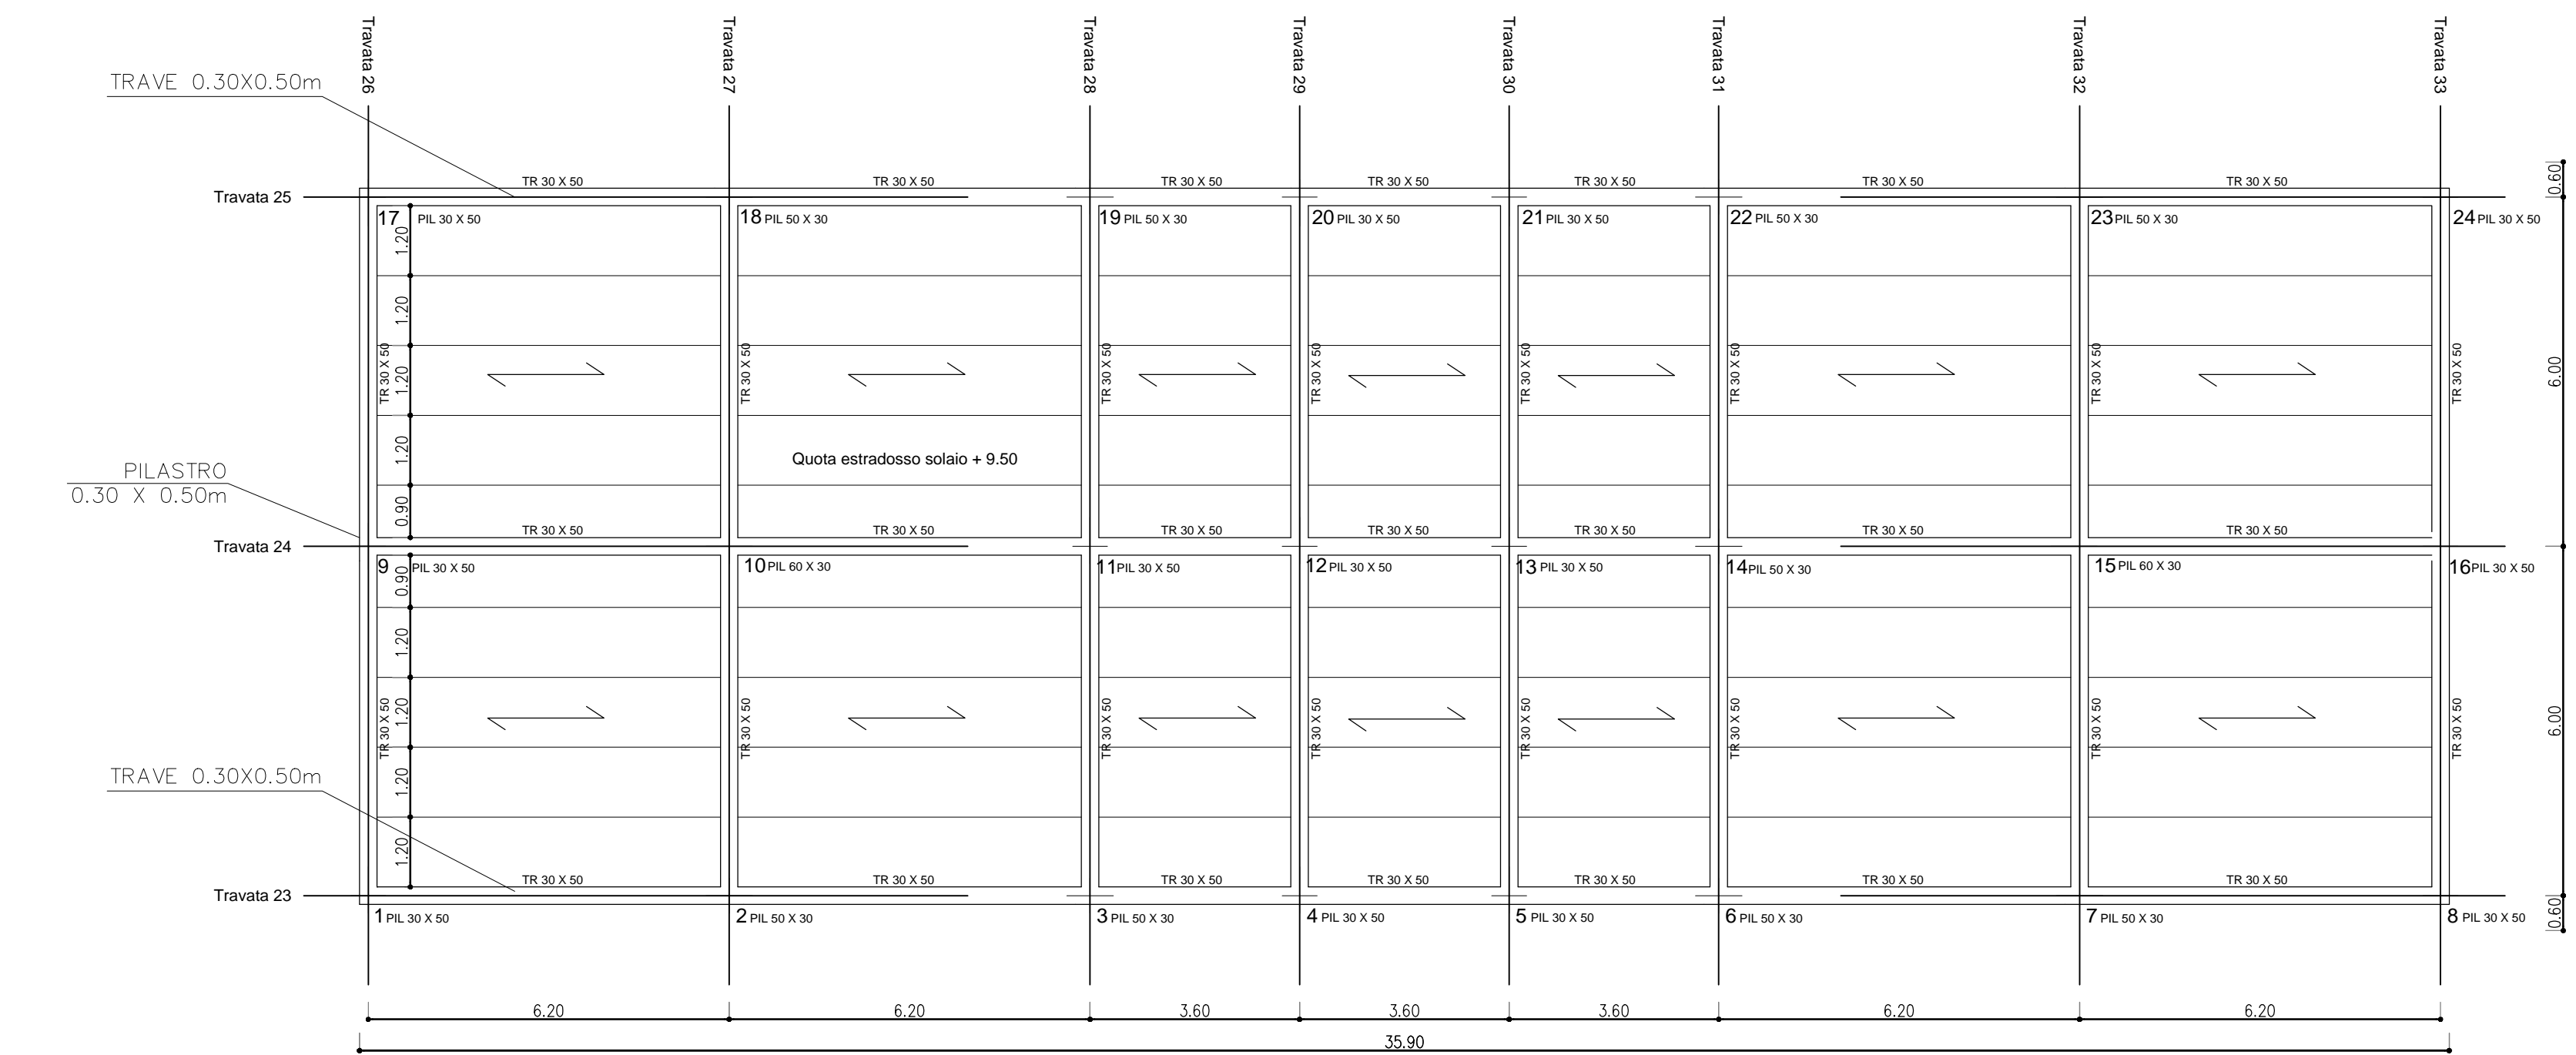 Travata 26
Travata 27
Travata 28
Travata 29
Travata 30
Travata 31
Travata 32
Travata 33
TRAVE 0.30X0.50m
TR 30 X 50
TR 30 X 50
TR 30 X 50
TR 30 X 50
TR 30 X 50
TR 30 X 50
TR 30 X 50
0.60
Travata 25
17 PIL 30 X 50
18 PIL 50 X 30
19 PIL 50 X 30
20 PIL 30 X 50
21 PIL 30 X 50
22 PIL 50 X 30
23 PIL 50 X 30
24 PIL 30 X 50
1.20
1.20
1.20
1.20
0.90
TR 30 X 50
TR 30 X 50
TR 30 X 50
TR 30 X 50
TR 30 X 50
TR 30 X 50
TR 30 X 50
TR 30 X 50
6.00
Quota estradosso solaio + 9.50
PILASTRO
0.30 X 0.50m
TR 30 X 50
TR 30 X 50
TR 30 X 50
TR 30 X 50
TR 30 X 50
TR 30 X 50
TR 30 X 50
Travata 24
9 PIL 30 X 50
10 PIL 60 X 30
11 PIL 30 X 50
12 PIL 30 X 50
13 PIL 30 X 50
14 PIL 50 X 30
15 PIL 60 X 30
16 PIL 30 X 50
0.90
1.20
1.20
1.20
1.20
TR 30 X 50
TR 30 X 50
TR 30 X 50
TR 30 X 50
TR 30 X 50
TR 30 X 50
TR 30 X 50
TR 30 X 50
6.00
TRAVE 0.30X0.50m
TR 30 X 50
TR 30 X 50
TR 30 X 50
TR 30 X 50
TR 30 X 50
TR 30 X 50
TR 30 X 50
Travata 23
1 PIL 30 X 50
2 PIL 50 X 30
3 PIL 50 X 30
4 PIL 30 X 50
5 PIL 30 X 50
6 PIL 50 X 30
7 PIL 50 X 30
8 PIL 30 X 50
0.60
6.20
6.20
3.60
3.60
3.60
6.20
6.20
35.90